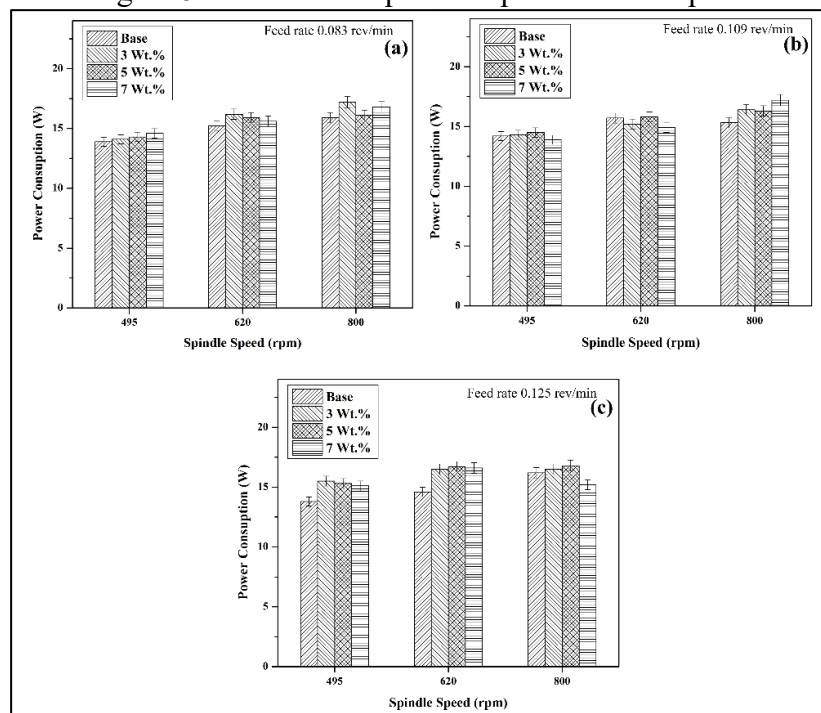 Feed rate 0.083 rev/min
(a)
Base
3 Wt.%
5 Wt.%
7 Wt.%
Power Consuption (W)
20
15
10
5
0
495
620
800
Spindle Speed (rpm)
Feed rate 0.109 rev/min
(b)
Base
3 Wt.%
5 Wt.%
7 Wt.%
Power Consuption (W)
20
15
10
5
0
495
620
800
Spindle Speed (rpm)
Feed rate 0.125 rev/min
(c)
Base
3 Wt.%
5 Wt.%
7 Wt.%
Power Consuption (W)
20
15
10
5
0
495
620
800
Spindle Speed (rpm)